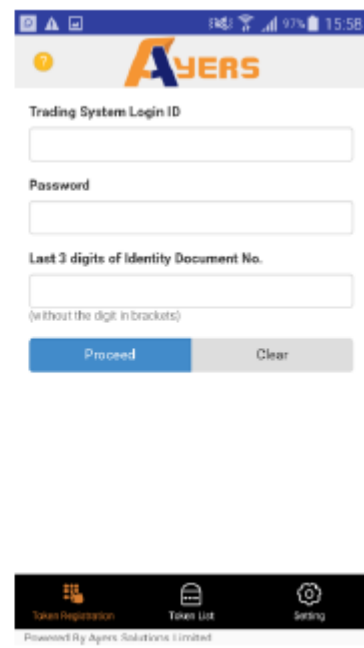 97% 15:58
?
AYERS
Trading System Login ID
Password
Last 3 digits of Identity Document No.
(without the digit in brackets)
Proceed Clear
Token Registration Token List Setting
Powered By Ayers Solutions Limited